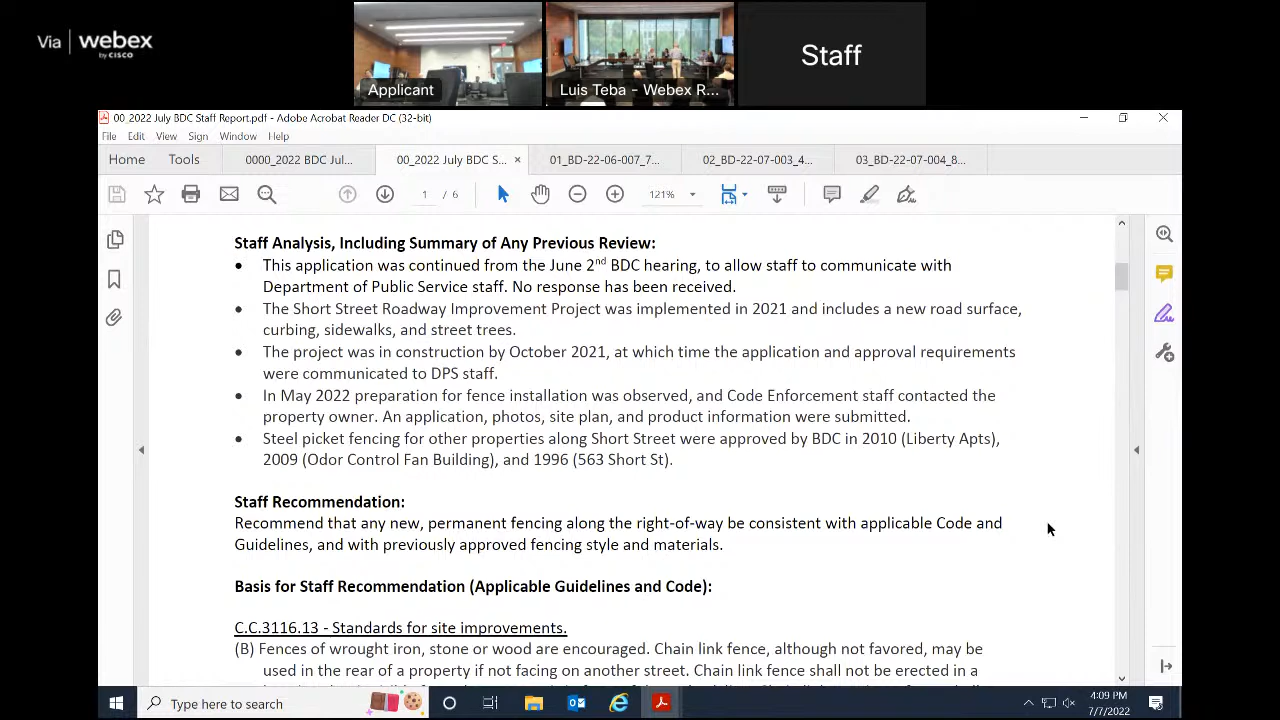 Via webex
by CISCO
Applicant
Luis Teba - Webex R...
Staff
00_2022 July BDC Staff Report.pdf - Adobe Acrobat Reader DC (32-bit)
File Edit View Sign Window Help
Home Tools 0000_2022 BDC Jul... 00_2022 July BDC S... × 01_BD-22-06-007_7... 02_BD-22-07-003_4... 03_BD-22-07-004_8...
1 / 6 121%
Staff Analysis, Including Summary of Any Previous Review:
• This application was continued from the June 2nd BDC hearing, to allow staff to communicate with
Department of Public Service staff. No response has been received.
• The Short Street Roadway Improvement Project was implemented in 2021 and includes a new road surface,
curbing, sidewalks, and street trees.
• The project was in construction by October 2021, at which time the application and approval requirements
were communicated to DPS staff.
• In May 2022 preparation for fence installation was observed, and Code Enforcement staff contacted the
property owner. An application, photos, site plan, and product information were submitted.
• Steel picket fencing for other properties along Short Street were approved by BDC in 2010 (Liberty Apts),
2009 (Odor Control Fan Building), and 1996 (563 Short St).
Staff Recommendation:
Recommend that any new, permanent fencing along the right-of-way be consistent with applicable Code and
Guidelines, and with previously approved fencing style and materials.
Basis for Staff Recommendation (Applicable Guidelines and Code):
C.C.3116.13 - Standards for site improvements.
(B) Fences of wrought iron, stone or wood are encouraged. Chain link fence, although not favored, may be
used in the rear of a property if not facing on another street. Chain link fence shall not be erected in a
Type here to search
4:09 PM
7/7/2022